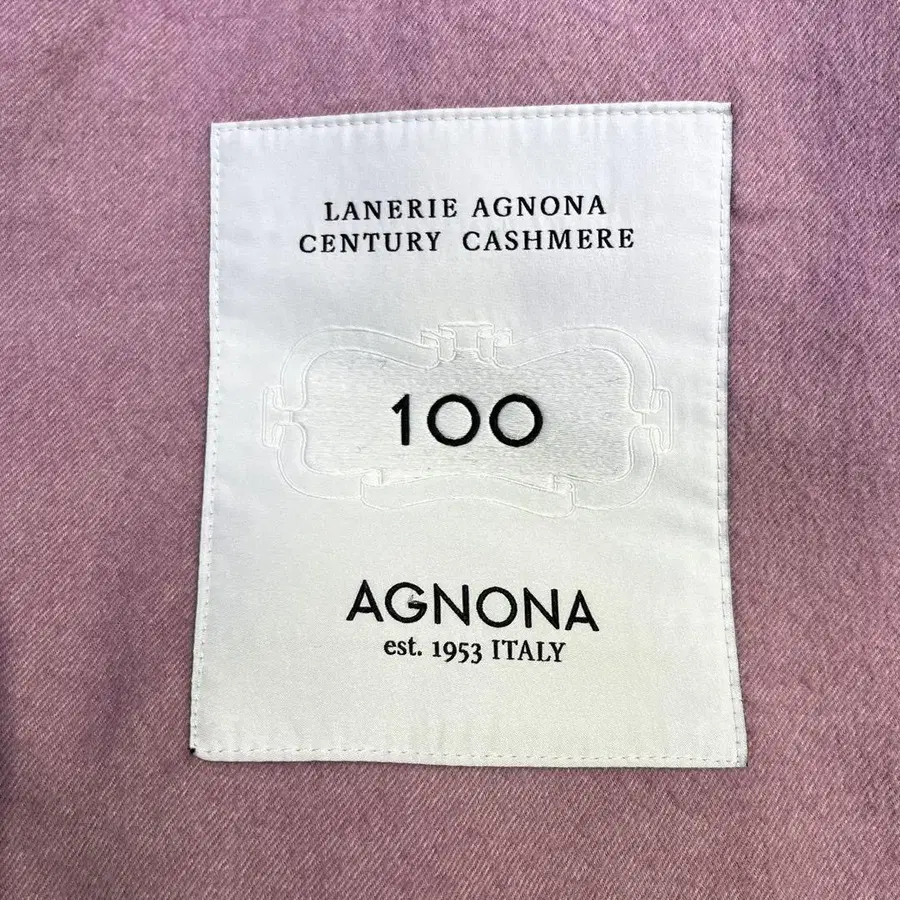 LANERIE AGNONA
CENTURY CASHMERE
100
AGNONA
est. 1953 ITALY